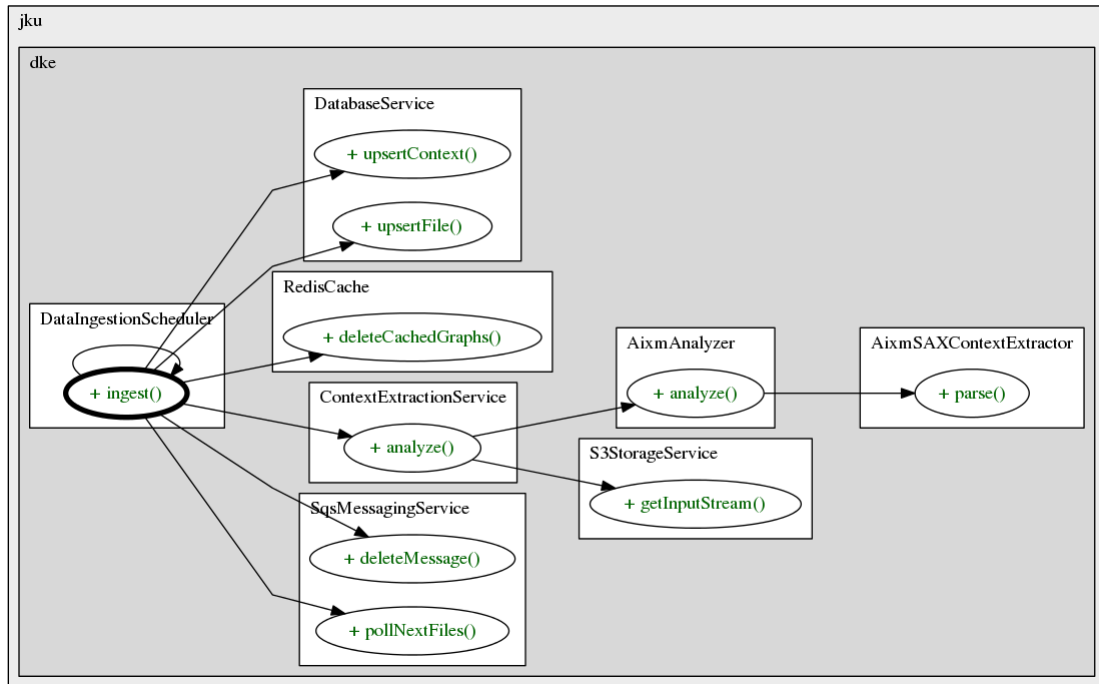 jku
dke
DatabaseService
+ upsertContext()
+ upsertFile()
RedisCache
+ deleteCachedGraphs()
DataIngestionScheduler
+ ingest()
ContextExtractionService
+ analyze()
AixmAnalyzer
+ analyze()
AixmSAXContextExtractor
+ parse()
S3StorageService
+ getInputStream()
SqsMessagingService
+ deleteMessage()
+ pollNextFiles()